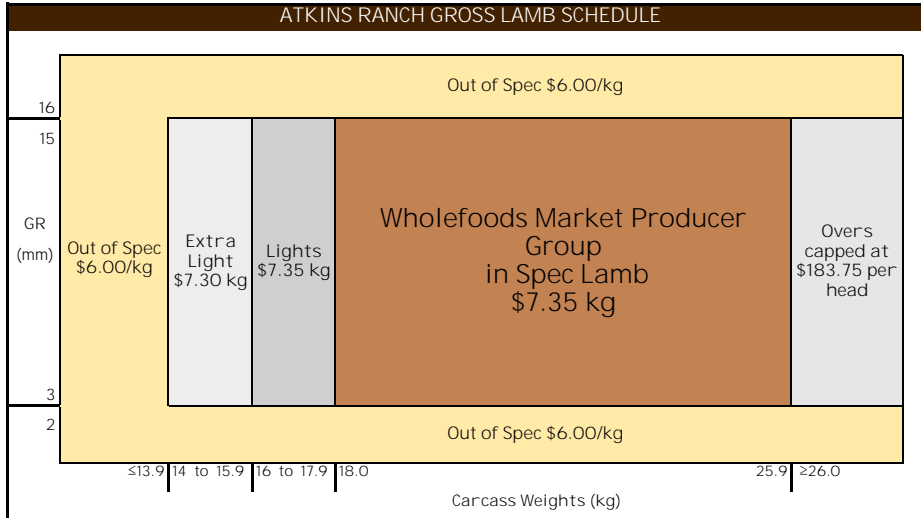 ATKINS RANCH GROSS LAMB SCHEDULE
Out of Spec $6.00/kg
16
15
GR
(mm)
Out of Spec
$6.00/kg
Extra
Light
$7.30 kg
Lights
$7.35 kg
Wholefoods Market Producer
Group
in Spec Lamb
$7.35 kg
Overs
capped at
$183.75 per
head
3
2
Out of Spec $6.00/kg
≤13.9 14 to 15.9 16 to 17.9 18.0 25.9 ≥26.0
Carcass Weights (kg)